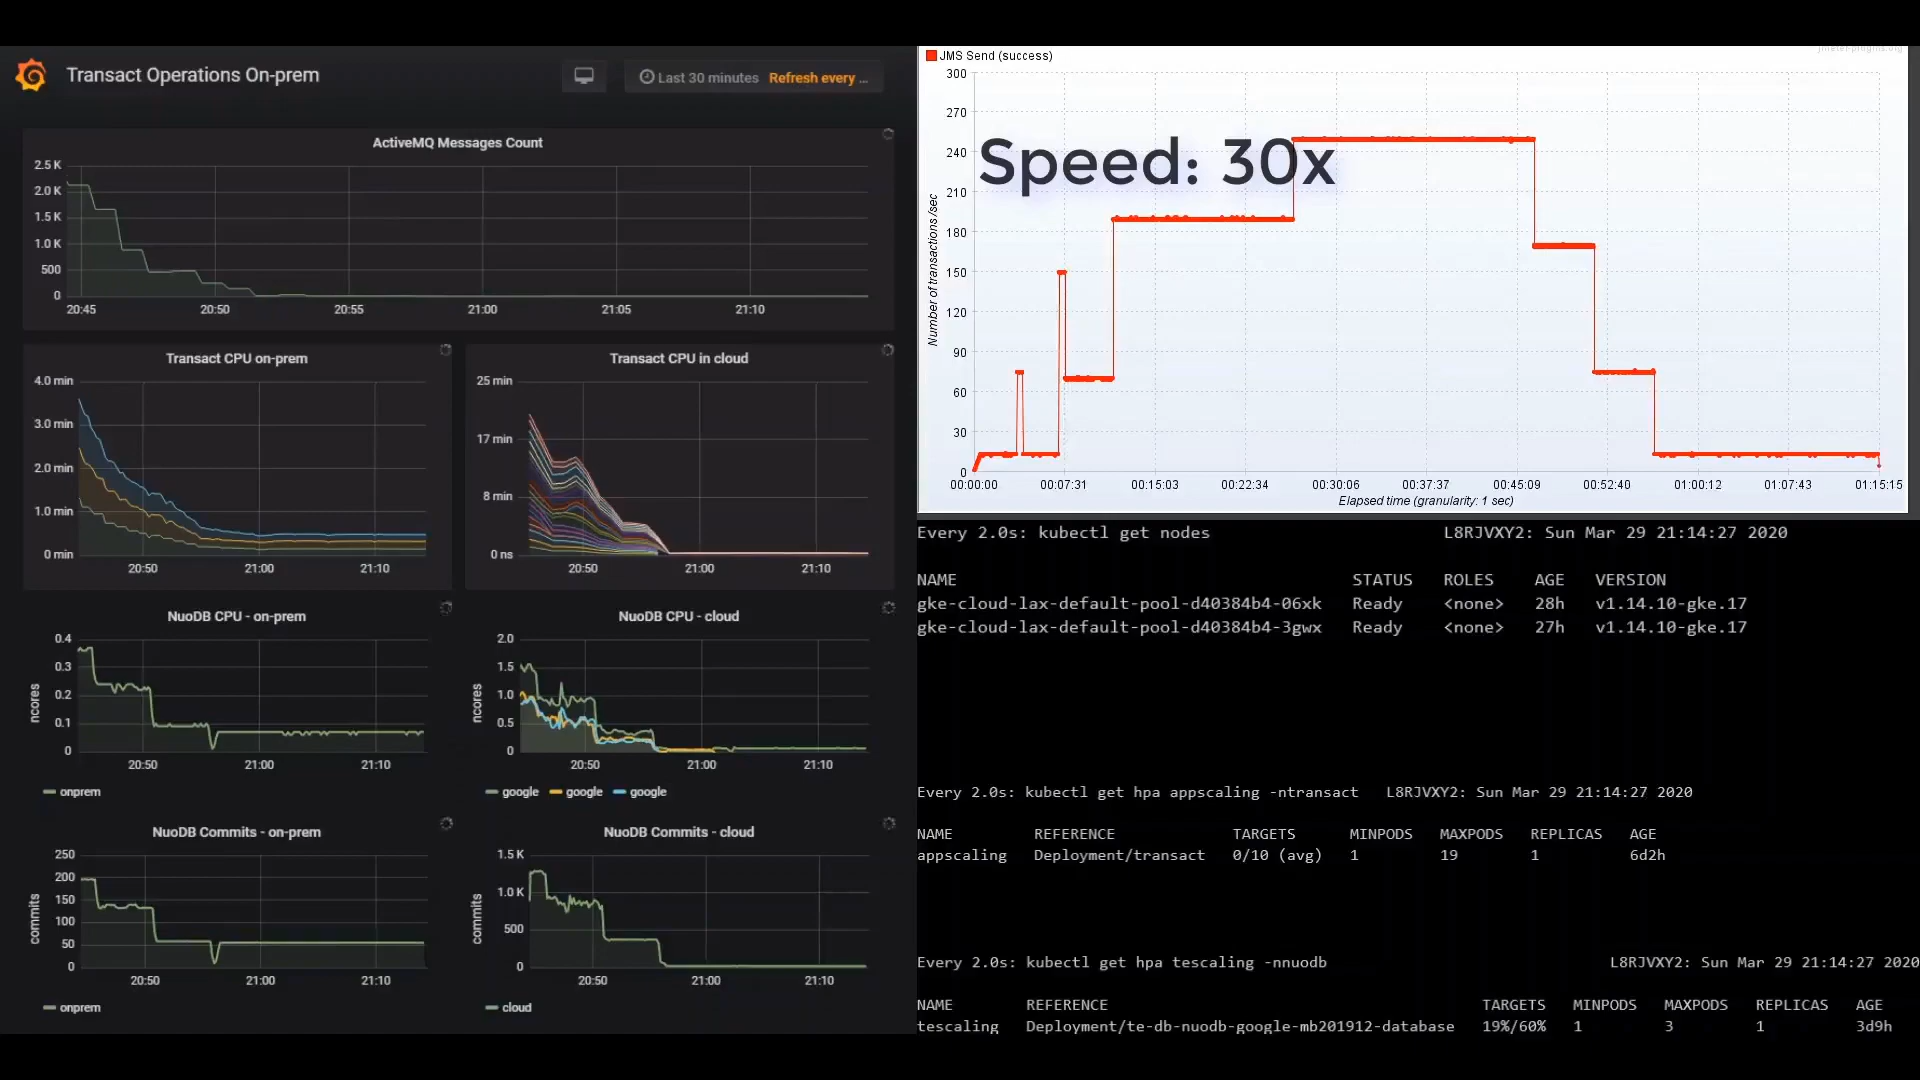 Transact Operations On-prem
Last 30 minutes Refresh every ...
ActiveMQ Messages Count
2.5 K
2.0 K
1.5 K
1.0 K
500
0
20:45 20:50 20:55 21:00 21:05 21:10
Transact CPU on-prem
4.0 min
3.0 min
2.0 min
1.0 min
0 min
20:50 21:00 21:10
Transact CPU in cloud
25 min
17 min
8 min
0 ns
20:50 21:00 21:10
NuoDB CPU - on-prem
ncores
0.4
0.3
0.2
0.1
0
20:50 21:00 21:10
onprem
NuoDB CPU - cloud
ncores
2.0
1.5
1.0
0.5
0
20:50 21:00 21:10
google google google
NuoDB Commits - on-prem
commits
250
200
150
100
50
0
20:50 21:00 21:10
onprem
NuoDB Commits - cloud
commits
1.5 K
1.0 K
500
0
20:50 21:00 21:10
cloud
JMS Send (success)
jmeter-plugins.org
Speed: 30x
Number of transactions /sec
300
270
240
210
180
150
120
90
60
30
0
00:00:00 00:07:31 00:15:03 00:22:34 00:30:06 00:37:37 00:45:09 00:52:40 01:00:12 01:07:43 01:15:15
Elapsed time (granularity: 1 sec)
Every 2.0s: kubectl get nodes L8RJVXY2: Sun Mar 29 21:14:27 2020
NAME STATUS ROLES AGE VERSION
gke-cloud-lax-default-pool-d40384b4-06xk Ready <none> 28h v1.14.10-gke.17
gke-cloud-lax-default-pool-d40384b4-3gwx Ready <none> 27h v1.14.10-gke.17
Every 2.0s: kubectl get hpa appscaling -ntransact L8RJVXY2: Sun Mar 29 21:14:27 2020
NAME REFERENCE TARGETS MINPODS MAXPODS REPLICAS AGE
appscaling Deployment/transact 0/10 (avg) 1 19 1 6d2h
Every 2.0s: kubectl get hpa tescaling -nnuodb L8RJVXY2: Sun Mar 29 21:14:27 2020
NAME REFERENCE TARGETS MINPODS MAXPODS REPLICAS AGE
tescaling Deployment/te-db-nuodb-google-mb201912-database 19%/60% 1 3 1 3d9h